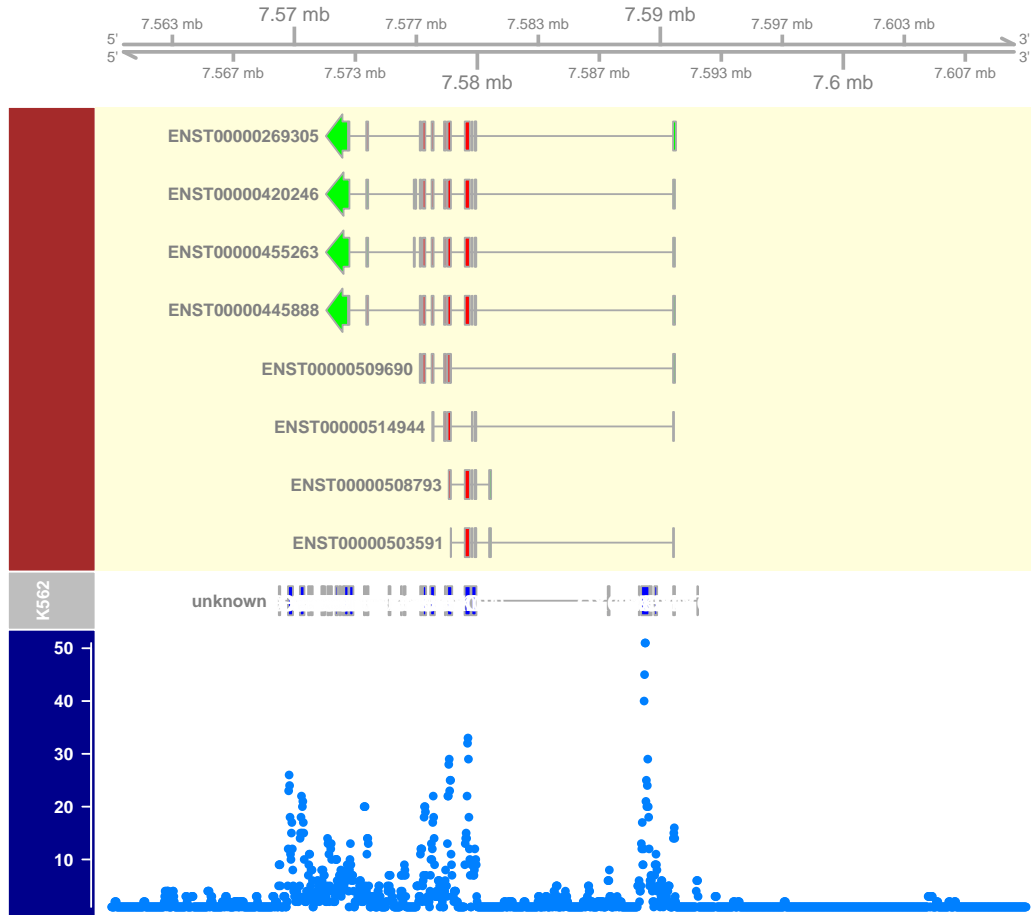 7.57 mb 7.59 mb
7.563 mb 7.577 mb 7.583 mb 7.597 mb 7.603 mb
5' 3'
5' 3'
7.567 mb 7.573 mb 7.587 mb 7.593 mb 7.607 mb
7.58 mb 7.6 mb
ENST00000269305
ENST00000420246
ENST00000455263
ENST00000445888
ENST00000509690
ENST00000514944
ENST00000508793
ENST00000503591
K562
unknown
50
40
30
20
10